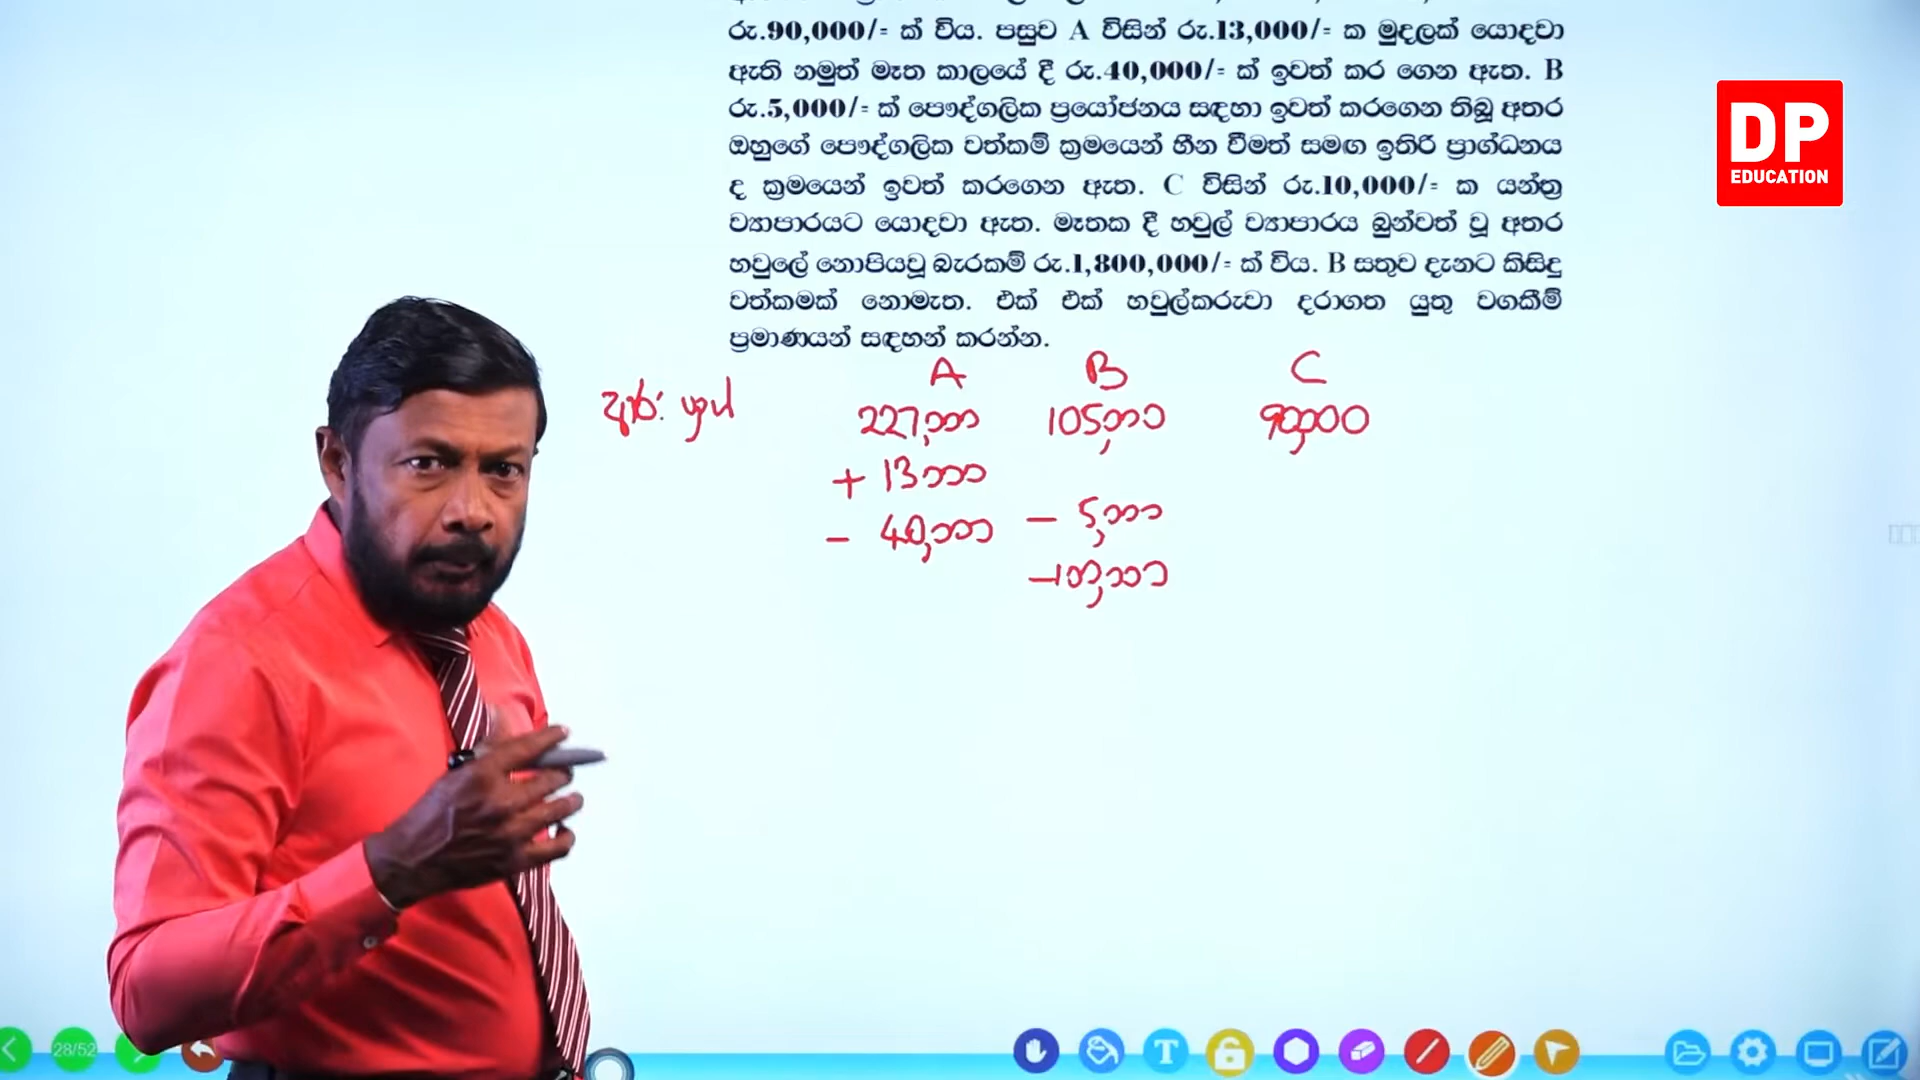 රු.90,000/= ක් විය. පසුව A විසින් රු.13,000/= ක මුදලක් යොදවා
ඇති නමුත් මෑත කාලයේ දී රු.40,000/= ක් ඉවත් කර ගෙන ඇත. B
රු.5,000/= ක් පෞද්ගලික ප්‍රයෝජනය සඳහා ඉවත් කරගෙන තිබූ අතර
ඔහුගේ පෞද්ගලික වත්කම් ක්‍රමයෙන් හීන වීමත් සමඟ ඉතිරි ප්‍රාග්ධනය
ද ක්‍රමයෙන් ඉවත් කරගෙන ඇත. C විසින් රු.10,000/= ක යන්ත්‍ර
ව්‍යාපාරයට යොදවා ඇත. මෑතක දී හවුල් ව්‍යාපාරය බුන්වත් වූ අතර
හවුලේ නොපියවූ බැරකම් රු.1,800,000/= ක් විය. B සතුව දැනට කිසිදු
වත්කමක් නොමැත. එක් එක් හවුල්කරුවා දරාගත යුතු වගකීම්
ප්‍රමාණයන් සඳහන් කරන්න.
DP
EDUCATION
A B C
227,000 105,000 90,000
+ 13000
- 40,000 - 5,000
-100,000
28/52
T